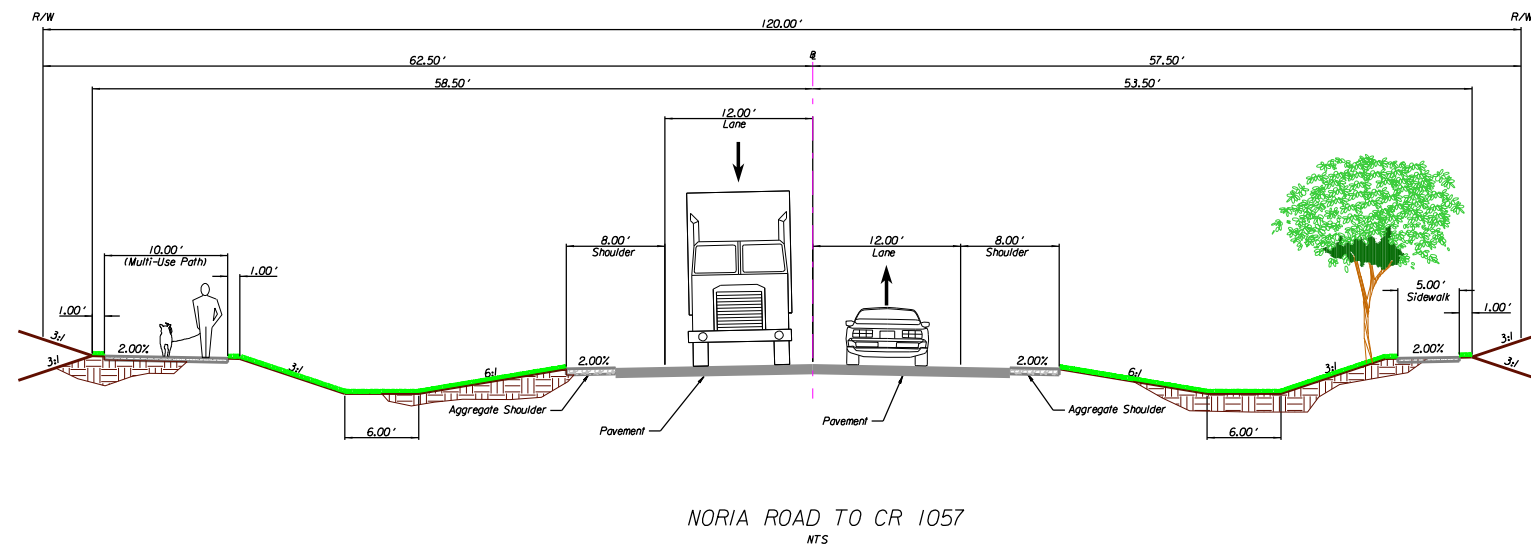 R/W
R/W
120.00'
62.50'
57.50'
58.50'
53.50'
12.00'
Lane
10.00'
(Multi-Use Path)
1.00'
8.00'
Shoulder
12.00'
Lane
8.00'
Shoulder
5.00'
Sidewalk
1.00'
1.00'
3:1
3:1
2.00%
3:1
6:1
2.00%
2.00%
6:1
3:1
2.00%
3:1
3:1
Aggregate Shoulder
Aggregate Shoulder
Pavement
Pavement
6.00'
6.00'
NORIA ROAD TO CR 1057
NTS